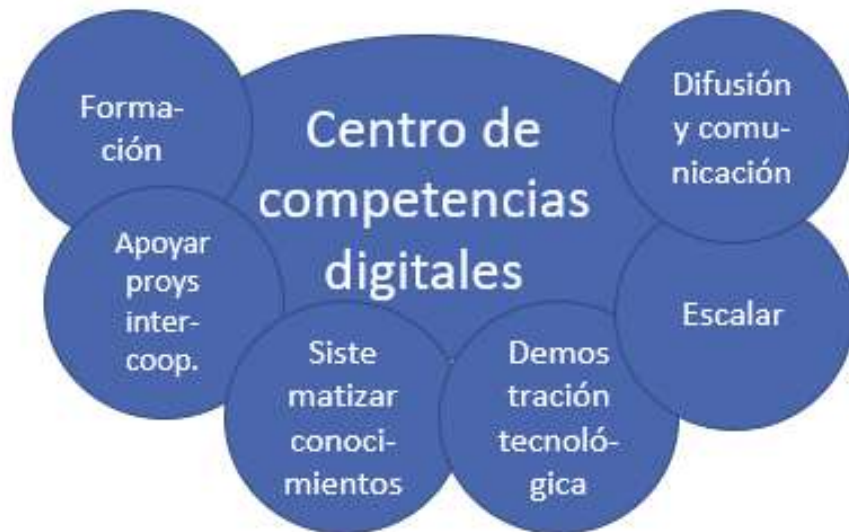 Centro de
competencias
digitales
Forma-
ción
Apoyar
proys
inter-
coop.
Siste
matizar
conoci-
mientos
Demos
tración
tecnoló-
gica
Escalar
Difusión
y comu-
nicación